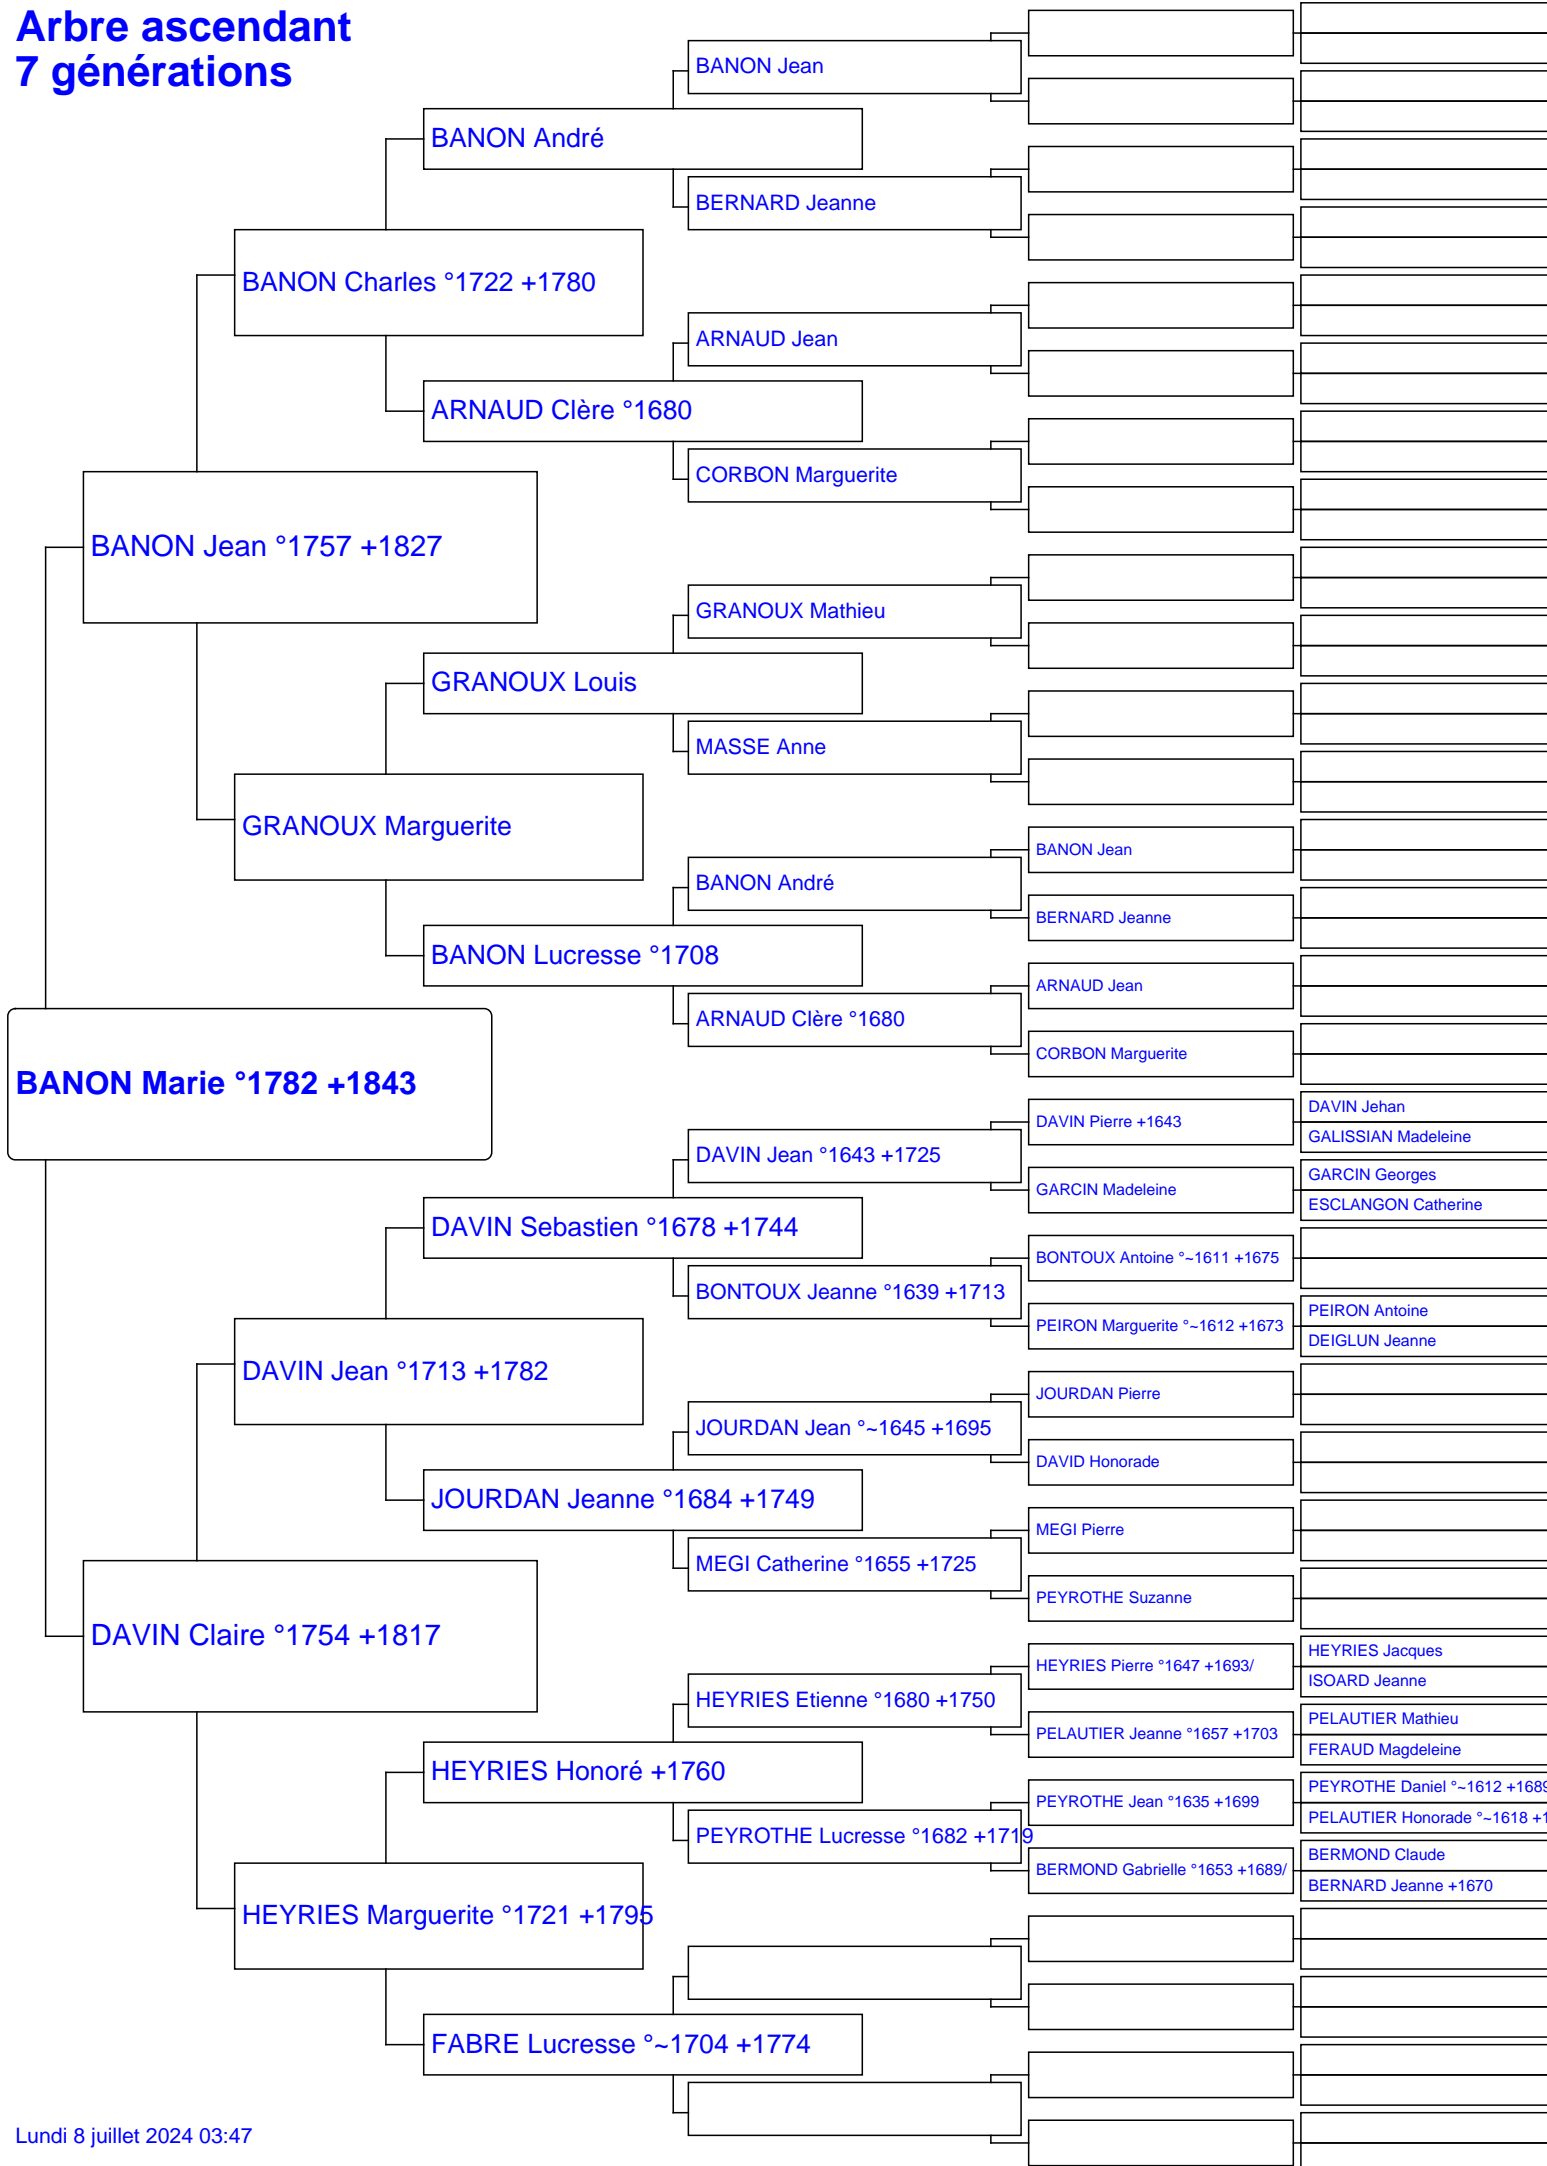 Arbre ascendant
7 générations
BANON Jean
BANON André
BERNARD Jeanne
BANON Charles °1722 +1780
ARNAUD Jean
ARNAUD Clère °1680
CORBON Marguerite
BANON Jean °1757 +1827
GRANOUX Mathieu
GRANOUX Louis
MASSE Anne
GRANOUX Marguerite
BANON Jean
BANON André
BERNARD Jeanne
BANON Lucresse °1708
ARNAUD Jean
ARNAUD Clère °1680
CORBON Marguerite
BANON Marie °1782 +1843
DAVIN Jehan
DAVIN Pierre +1643
GALISSIAN Madeleine
DAVIN Jean °1643 +1725
GARCIN Georges
GARCIN Madeleine
ESCLANGON Catherine
DAVIN Sebastien °1678 +1744
BONTOUX Antoine °~1611 +1675
BONTOUX Jeanne °1639 +1713
PEIRON Antoine
PEIRON Marguerite °~1612 +1673
DEIGLUN Jeanne
DAVIN Jean °1713 +1782
JOURDAN Pierre
JOURDAN Jean °~1645 +1695
DAVID Honorade
JOURDAN Jeanne °1684 +1749
MEGI Pierre
MEGI Catherine °1655 +1725
PEYROTHE Suzanne
DAVIN Claire °1754 +1817
HEYRIES Jacques
HEYRIES Pierre °1647 +1693/
ISOARD Jeanne
HEYRIES Etienne °1680 +1750
PELAUTIER Mathieu
PELAUTIER Jeanne °1657 +1703
FERAUD Magdeleine
HEYRIES Honoré +1760
PEYROTHE Daniel °~1612 +1689
PEYROTHE Jean °1635 +1699
PELAUTIER Honorade °~1618 +1
PEYROTHE Lucresse °1682 +1719
BERMOND Claude
BERMOND Gabrielle °1653 +1689/
BERNARD Jeanne +1670
HEYRIES Marguerite °1721 +1795
FABRE Lucresse °~1704 +1774
Lundi 8 juillet 2024 03:47